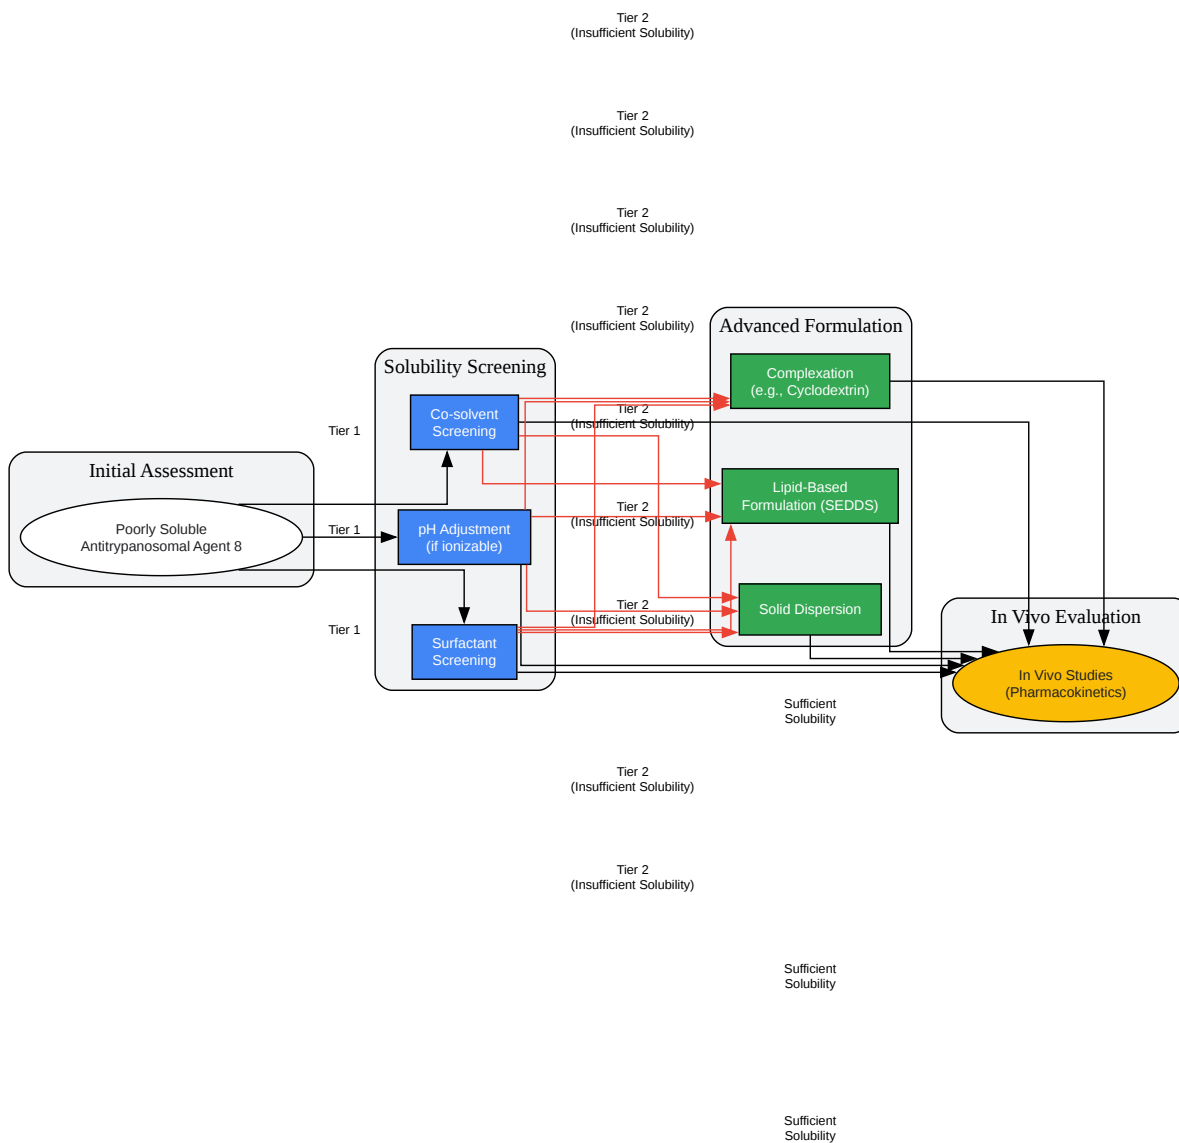 Tier 2
(Insufficient Solubility)
Tier 2
(Insufficient Solubility)
Tier 2
(Insufficient Solubility)
Tier 2
(Insufficient Solubility)
Advanced Formulation
Solubility Screening
Complexation
(e.g., Cyclodextrin)
Co-solvent
Screening
Tier 2
(Insufficient Solubility)
Tier 1
Initial Assessment
Lipid-Based
Formulation (SEDDS)
Poorly Soluble
Antitrypanosomal Agent 8
Tier 1
pH Adjustment
(if ionizable)
Tier 2
(Insufficient Solubility)
Solid Dispersion
Tier 2
(Insufficient Solubility)
In Vivo Evaluation
Tier 1
Surfactant
Screening
In Vivo Studies
(Pharmacokinetics)
Sufficient
Solubility
Tier 2
(Insufficient Solubility)
Tier 2
(Insufficient Solubility)
Sufficient
Solubility
Sufficient
Solubility